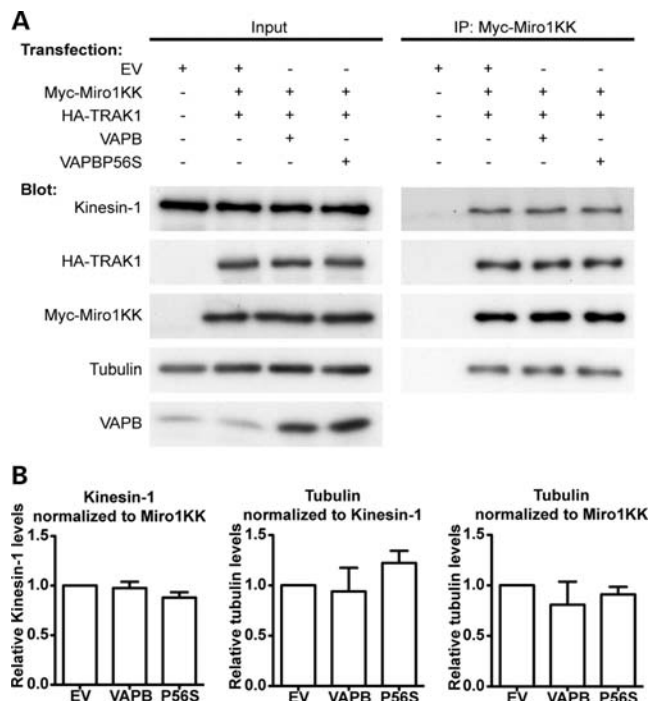 A
Input IP: Myc-Miro1KK
Transfection:
EV + + - - + + - -
Myc-Miro1KK - + + + - + + +
HA-TRAK1 - + + + - + + +
VAPB - - + - - - + -
VAPBP56S - - - + - - - +
Blot:
Kinesin-1
HA-TRAK1
Myc-Miro1KK
Tubulin
VAPB
B
Kinesin-1
normalized to Miro1KK
Relative Kinesin-1 levels
1.5
1.0
0.5
0.0
EV VAPB P56S
Tubulin
normalized to Kinesin-1
Relative tubulin levels
1.5
1.0
0.5
0.0
EV VAPB P56S
Tubulin
normalized to Miro1KK
Relative tubulin levels
1.5
1.0
0.5
0.0
EV VAPB P56S